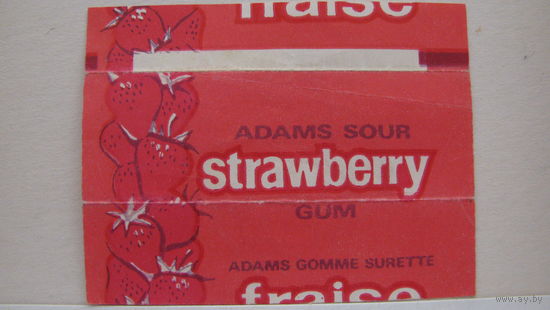 fraise
ADAMS SOUR
strawberry
GUM
ADAMS GOMME SURETTE
fraise
www.ay.by